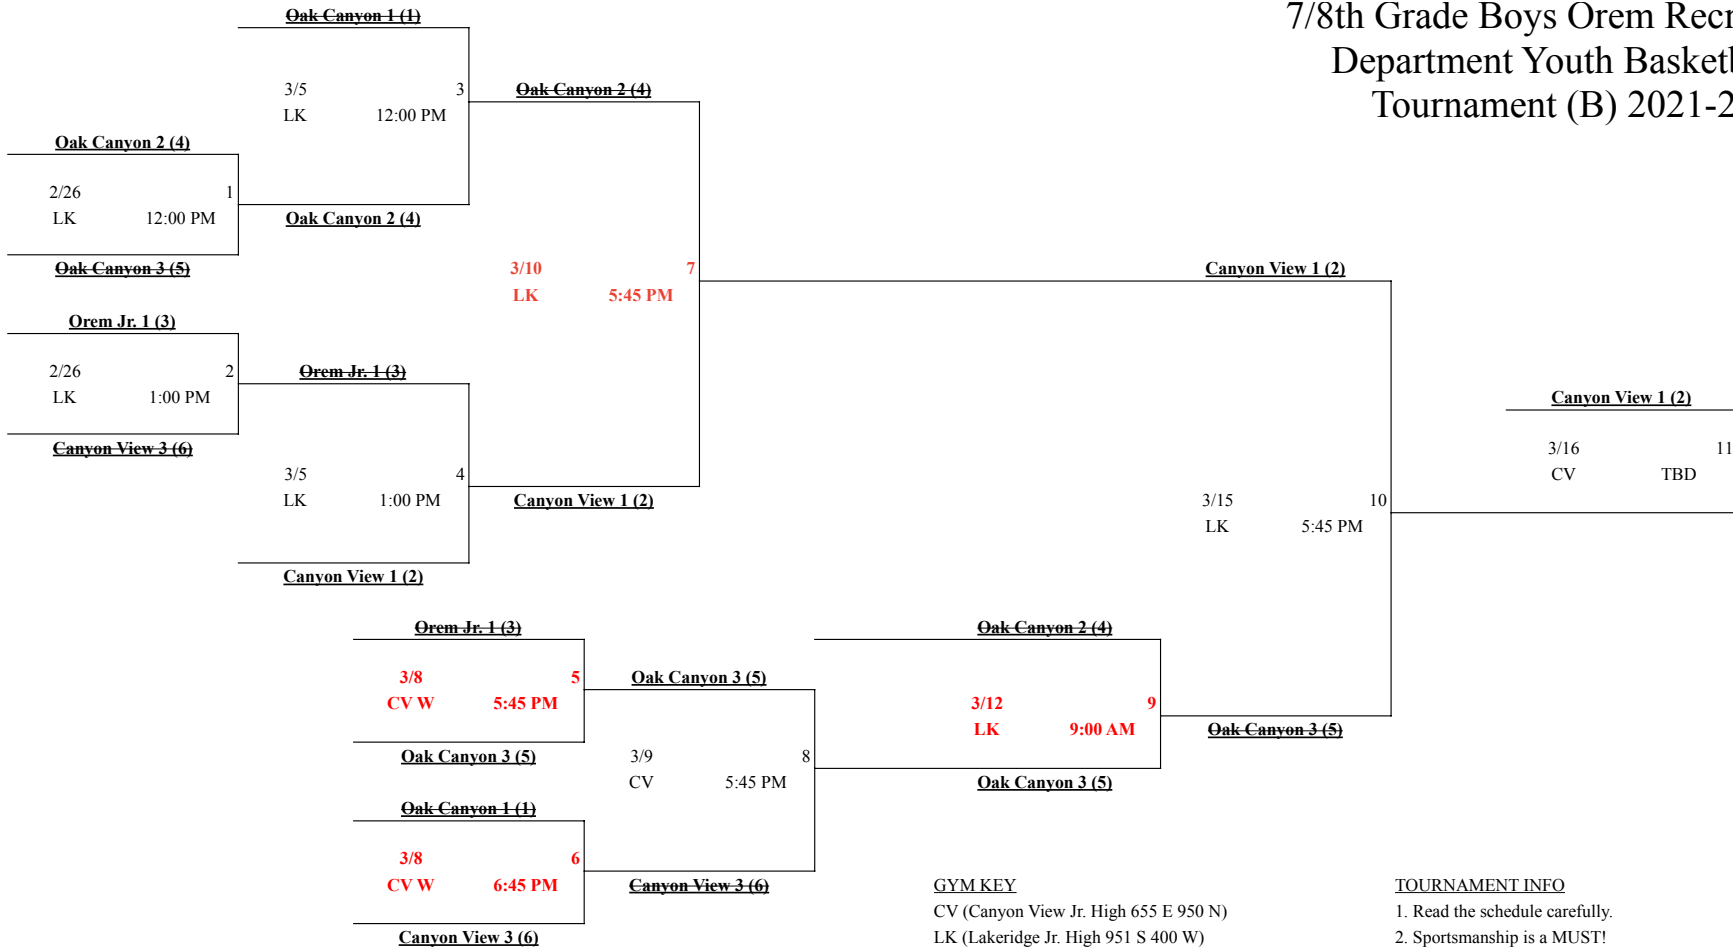 7/8th Grade Boys Orem Recr
Department Youth Basketb
Tournament (B) 2021-2
Oak Canyon 1 (1)
3/5 3
LK 12:00 PM
Oak Canyon 2 (4)
Oak Canyon 2 (4)
2/26 1
LK 12:00 PM
Oak Canyon 2 (4)
Oak Canyon 3 (5)
3/10 7
LK 5:45 PM
Canyon View 1 (2)
Orem Jr. 1 (3)
2/26 2
LK 1:00 PM
Orem Jr. 1 (3)
Canyon View 3 (6)
3/5 4
LK 1:00 PM
Canyon View 1 (2)
Canyon View 1 (2)
Canyon View 1 (2)
3/16 11
CV TBD
3/15 10
LK 5:45 PM
Orem Jr. 1 (3)
3/8 5
CV W 5:45 PM
Oak Canyon 3 (5)
Oak Canyon 3 (5)
3/9 8
CV 5:45 PM
Oak Canyon 2 (4)
3/12 9
LK 9:00 AM
Oak Canyon 3 (5)
Oak Canyon 3 (5)
Oak Canyon 1 (1)
3/8 6
CV W 6:45 PM
Canyon View 3 (6)
Canyon View 3 (6)
GYM KEY
CV (Canyon View Jr. High 655 E 950 N)
LK (Lakeridge Jr. High 951 S 400 W)
TOURNAMENT INFO
1. Read the schedule carefully.
2. Sportsmanship is a MUST!